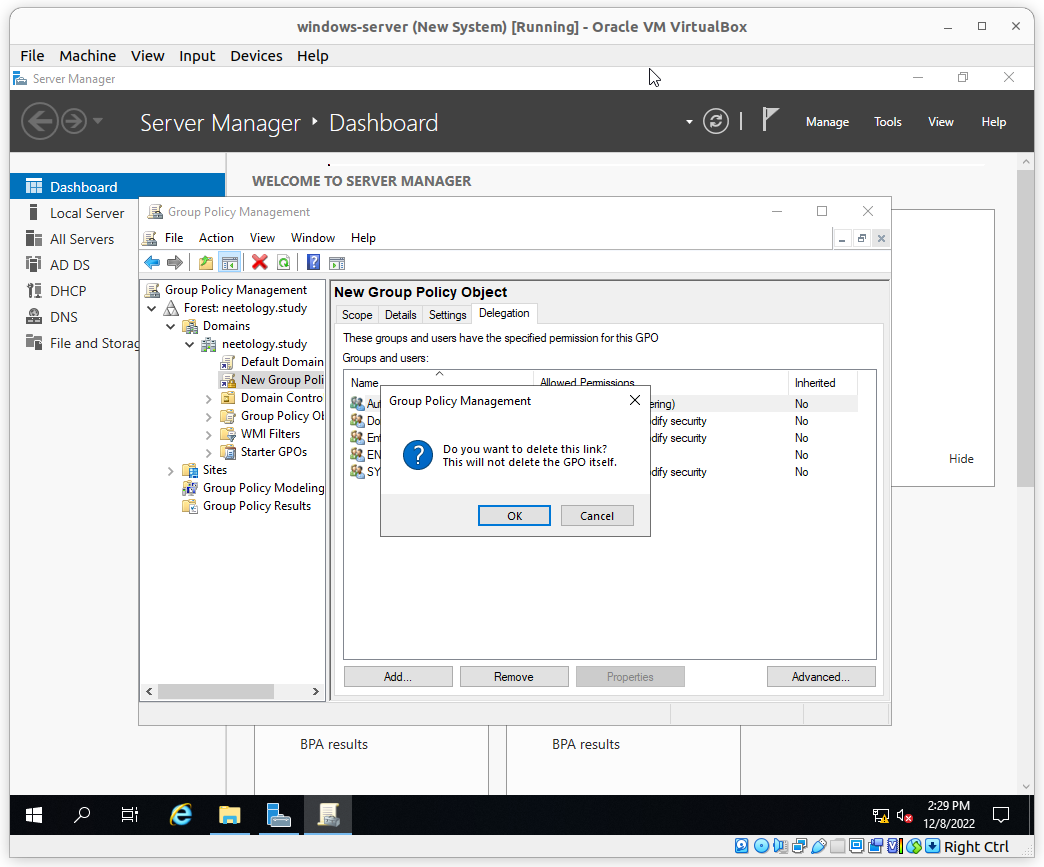 windows-server (New System) [Running] - Oracle VM VirtualBox
File Machine View Input Devices Help
Server Manager
Server Manager Dashboard
Manage Tools View Help
WELCOME TO SERVER MANAGER
Dashboard
Local Server
All Servers
AD DS
DHCP
DNS
File and Storag
Hide
Group Policy Management
File Action View Window Help
Group Policy Management
Forest: neetology.study
Domains
neetology.study
Default Domain
New Group Poli
Domain Contro
Group Policy Ob
WMI Filters
Starter GPOs
Sites
Group Policy Modeling
Group Policy Results
New Group Policy Object
Scope Details Settings Delegation
These groups and users have the specified permission for this GPO
Groups and users:
Name Allowed Permissions Inherited
Aut ering) No
Do dify security No
Ent dify security No
EN No
SY dify security No
Group Policy Management
Do you want to delete this link?
This will not delete the GPO itself.
OK Cancel
Add... Remove Properties Advanced...
BPA results BPA results
2:29 PM
12/8/2022
Right Ctrl